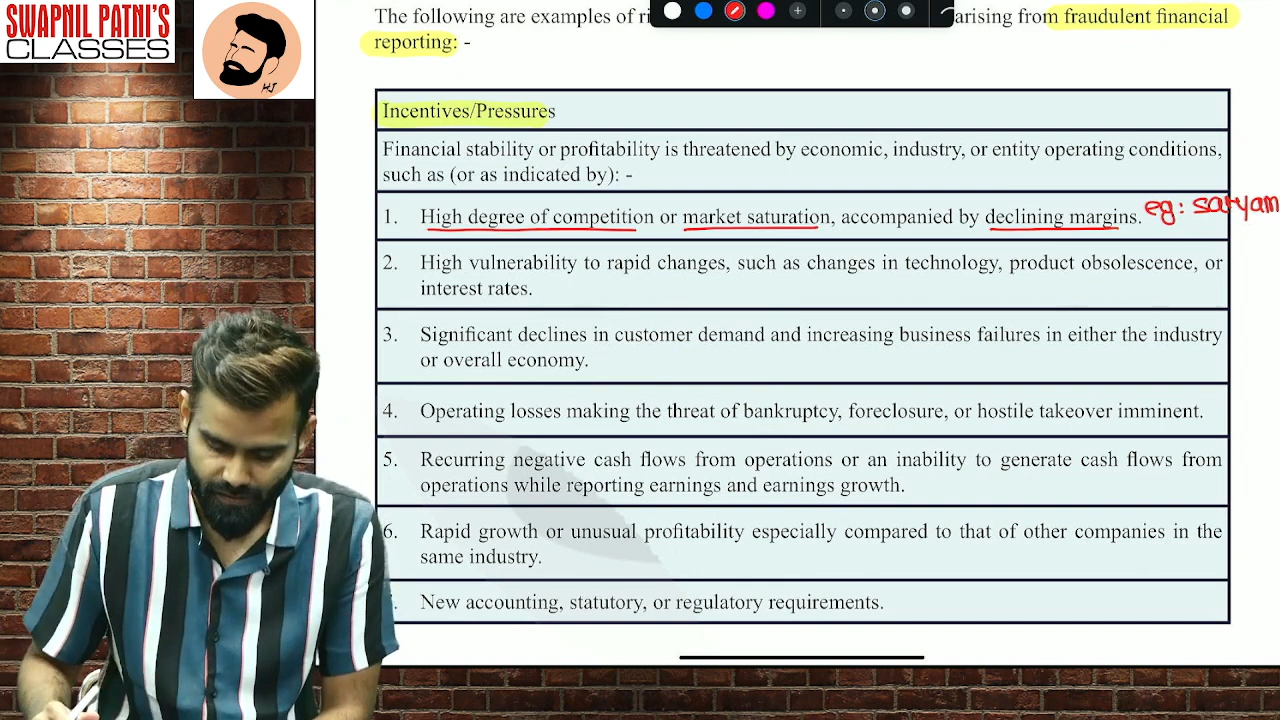 SWAPNIL PATNI'S
CLASSES
HJ
The following are examples of ri arising from fraudulent financial
reporting: -
Incentives/Pressures
Financial stability or profitability is threatened by economic, industry, or entity operating conditions,
such as (or as indicated by): -
1. High degree of competition or market saturation, accompanied by declining margins. eg: satyam
2. High vulnerability to rapid changes, such as changes in technology, product obsolescence, or
interest rates.
3. Significant declines in customer demand and increasing business failures in either the industry
or overall economy.
4. Operating losses making the threat of bankruptcy, foreclosure, or hostile takeover imminent.
5. Recurring negative cash flows from operations or an inability to generate cash flows from
operations while reporting earnings and earnings growth.
6. Rapid growth or unusual profitability especially compared to that of other companies in the
same industry.
New accounting, statutory, or regulatory requirements.